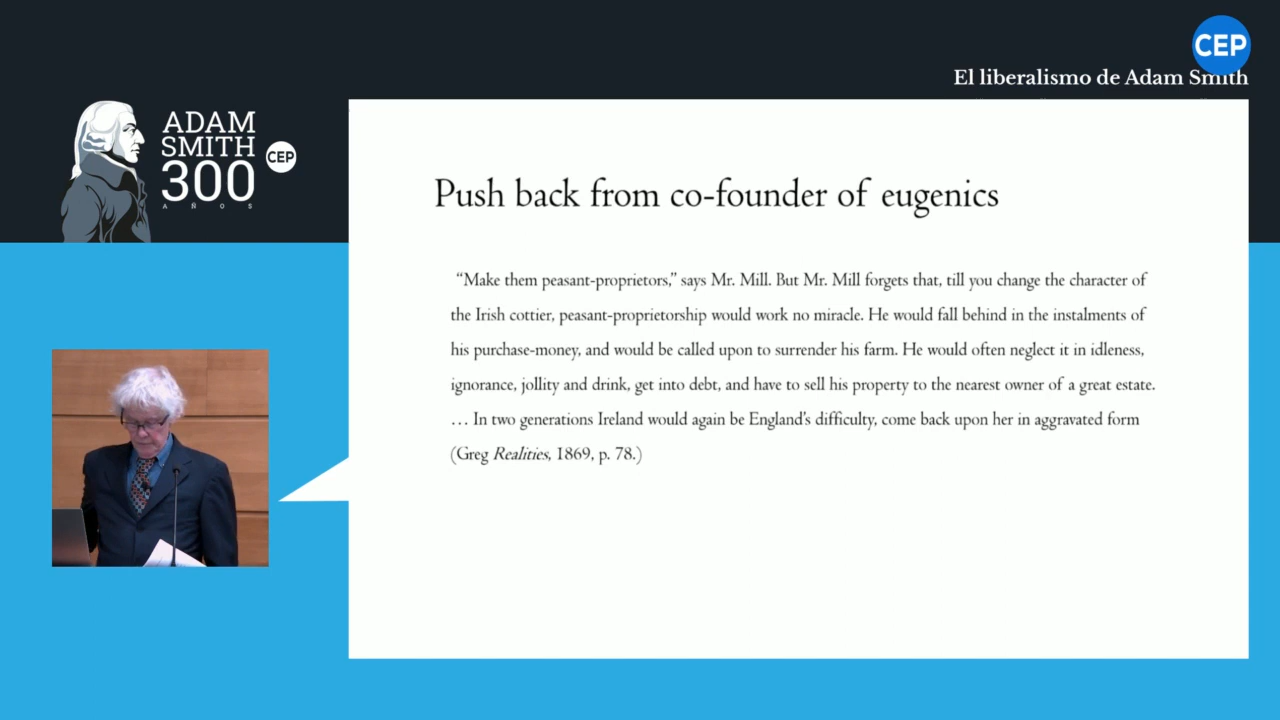 CEP
El liberalismo de Adam Smith
ADAM
SMITH
300
AÑOS
CEP
Push back from co-founder of eugenics
“Make them peasant-proprietors,” says Mr. Mill. But Mr. Mill forgets that, till you change the character of
the Irish cottier, peasant-proprietorship would work no miracle. He would fall behind in the instalments of
his purchase-money, and would be called upon to surrender his farm. He would often neglect it in idleness,
ignorance, jollity and drink, get into debt, and have to sell his property to the nearest owner of a great estate.
… In two generations Ireland would again be England’s difficulty, come back upon her in aggravated form
(Greg Realities, 1869, p. 78.)